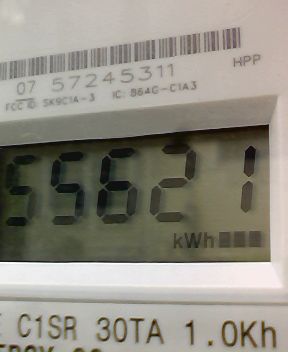 07 57245311
HPP
FCC ID: SK9C1A-3 IC: 864G-C1A3
55621
kWh
C1SR 30TA 1.0Kh